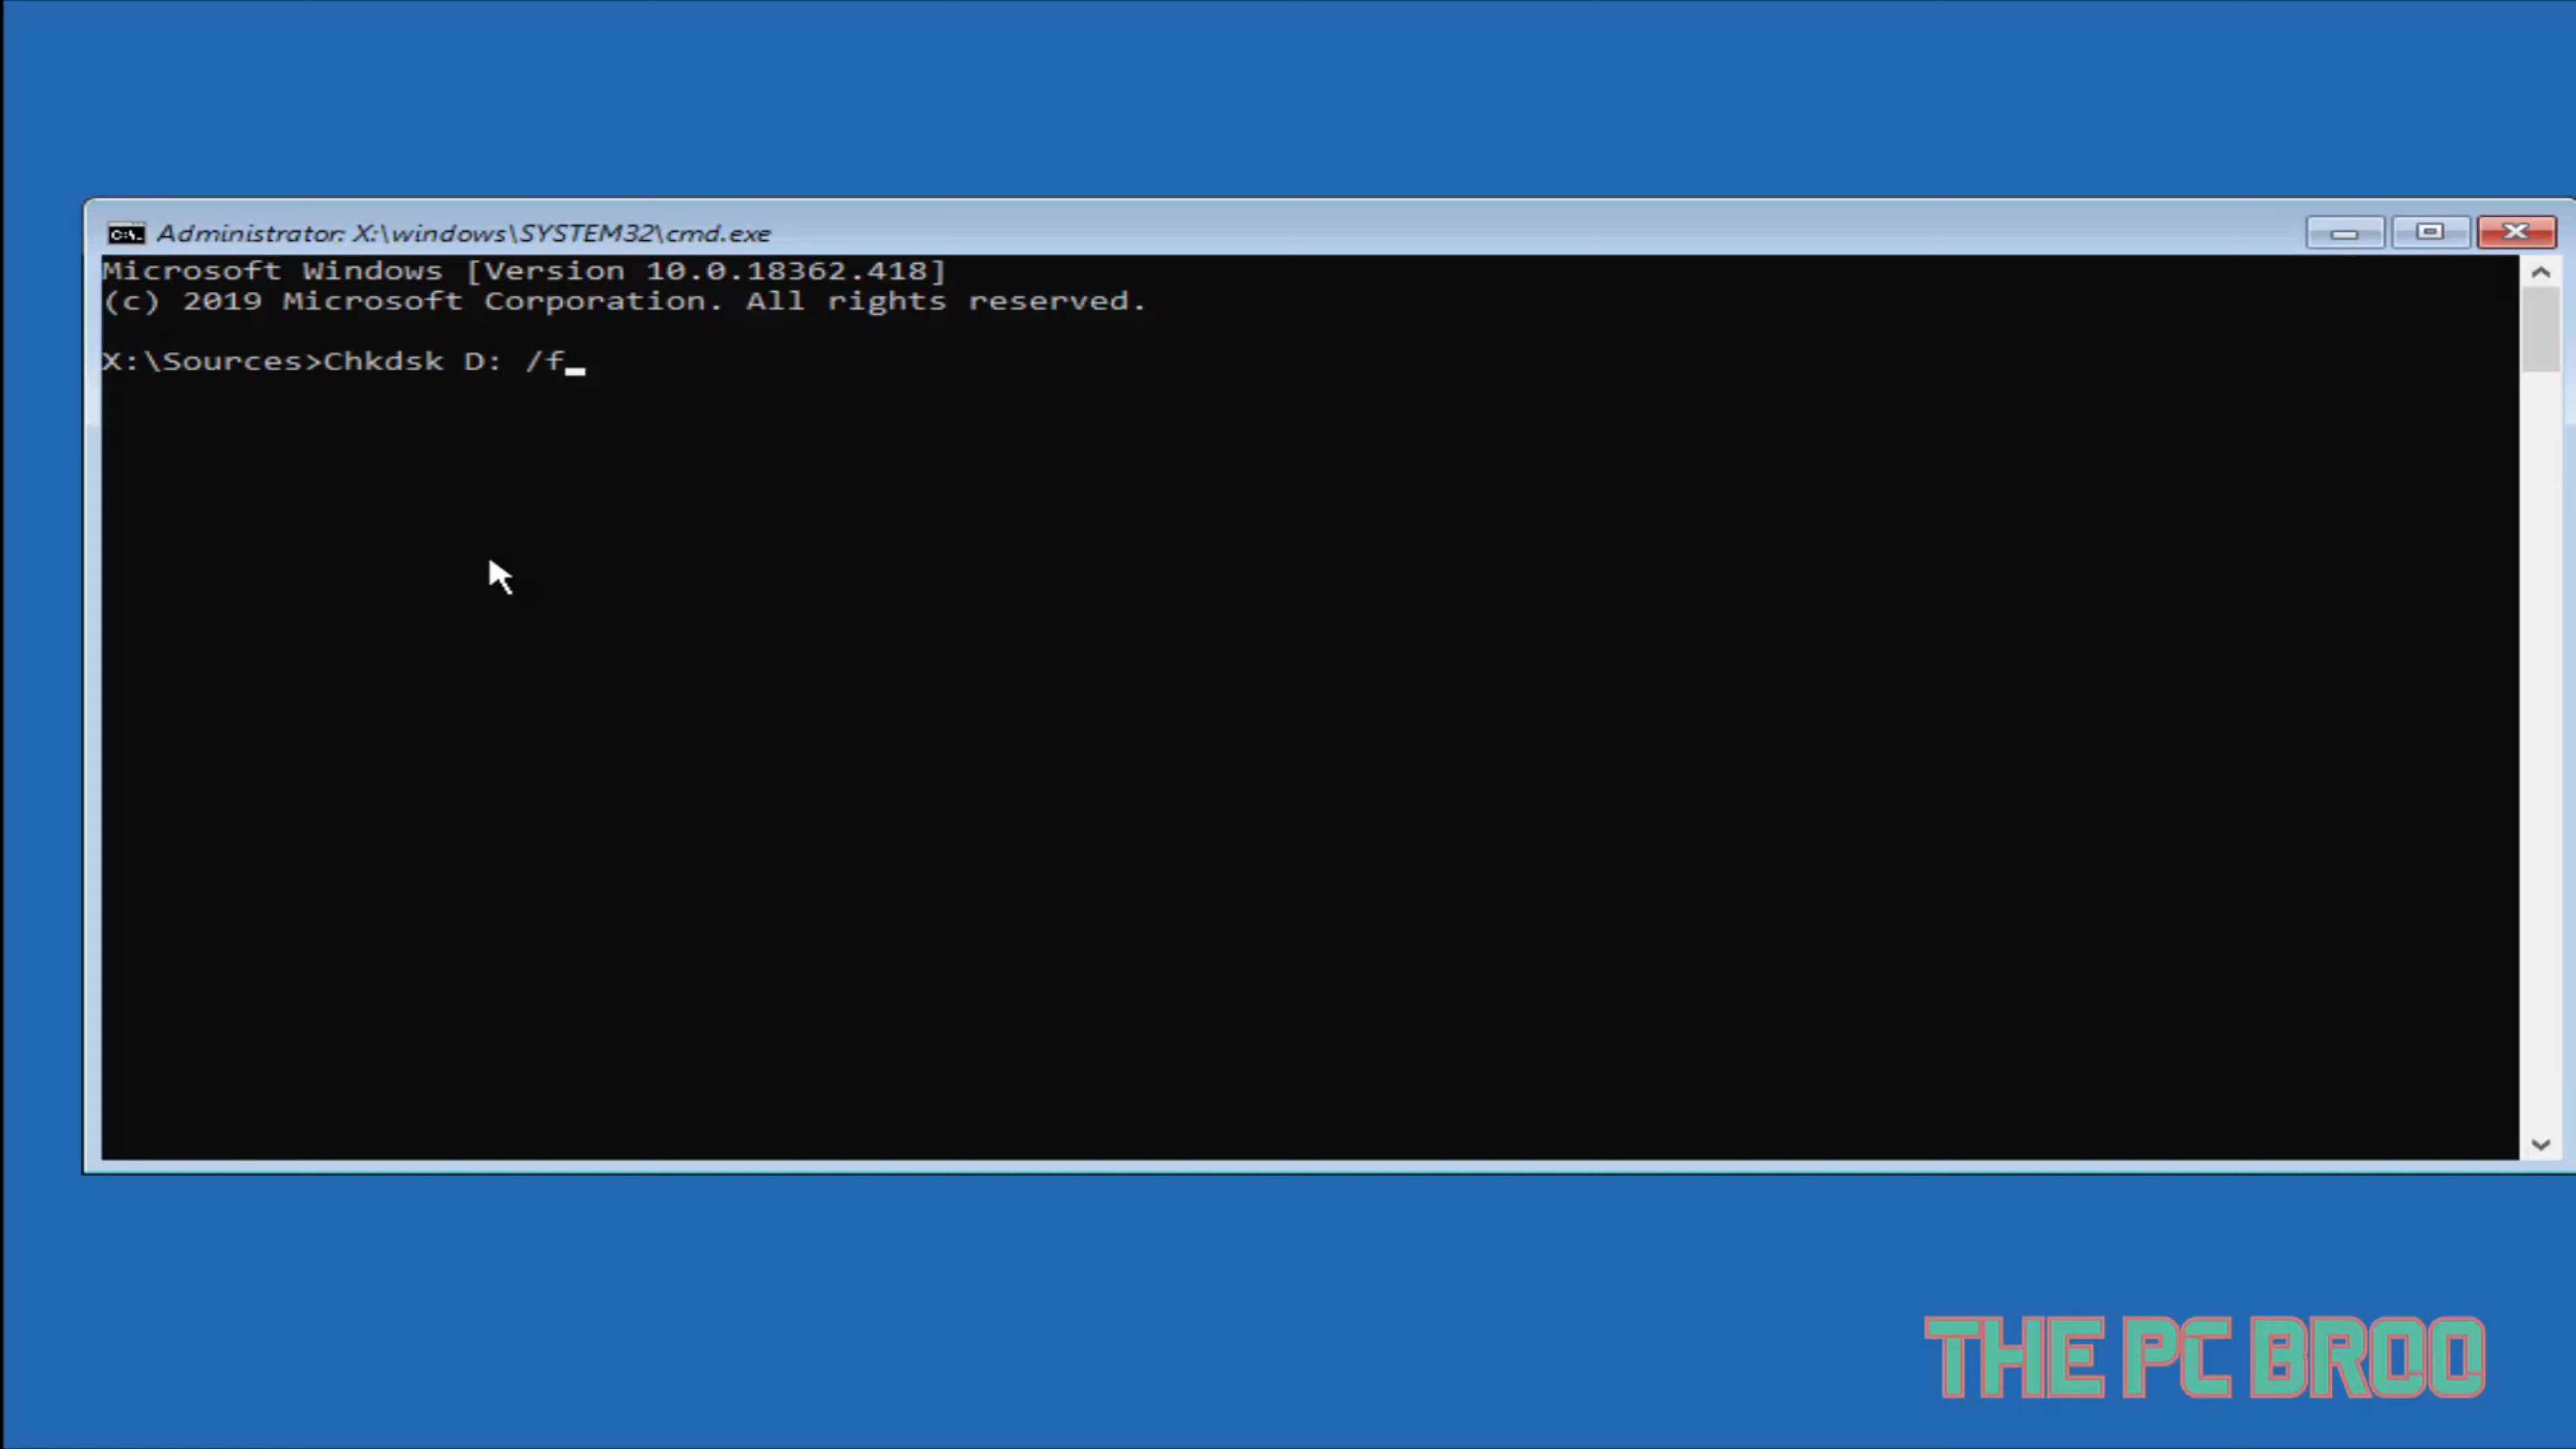 Administrator: X:\windows\SYSTEM32\cmd.exe
Microsoft Windows [Version 10.0.18362.418]
(c) 2019 Microsoft Corporation. All rights reserved.
X:\Sources>Chkdsk D: /f
THE PC BROO